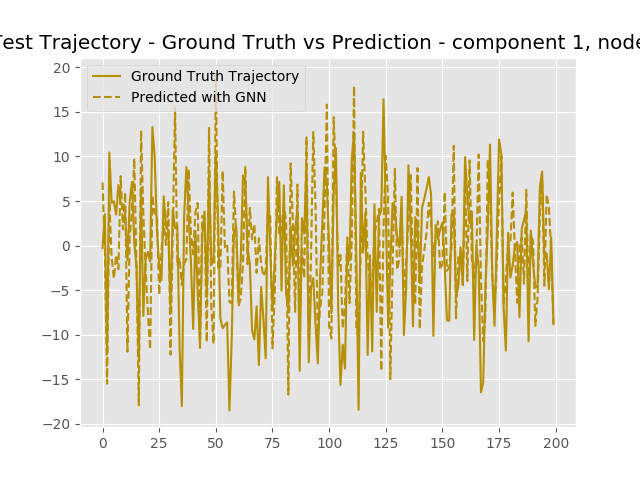 Test Trajectory - Ground Truth vs Prediction - component 1, node
Ground Truth Trajectory
Predicted with GNN
20
15
10
5
0
−5
−10
−15
−20
0 25 50 75 100 125 150 175 200